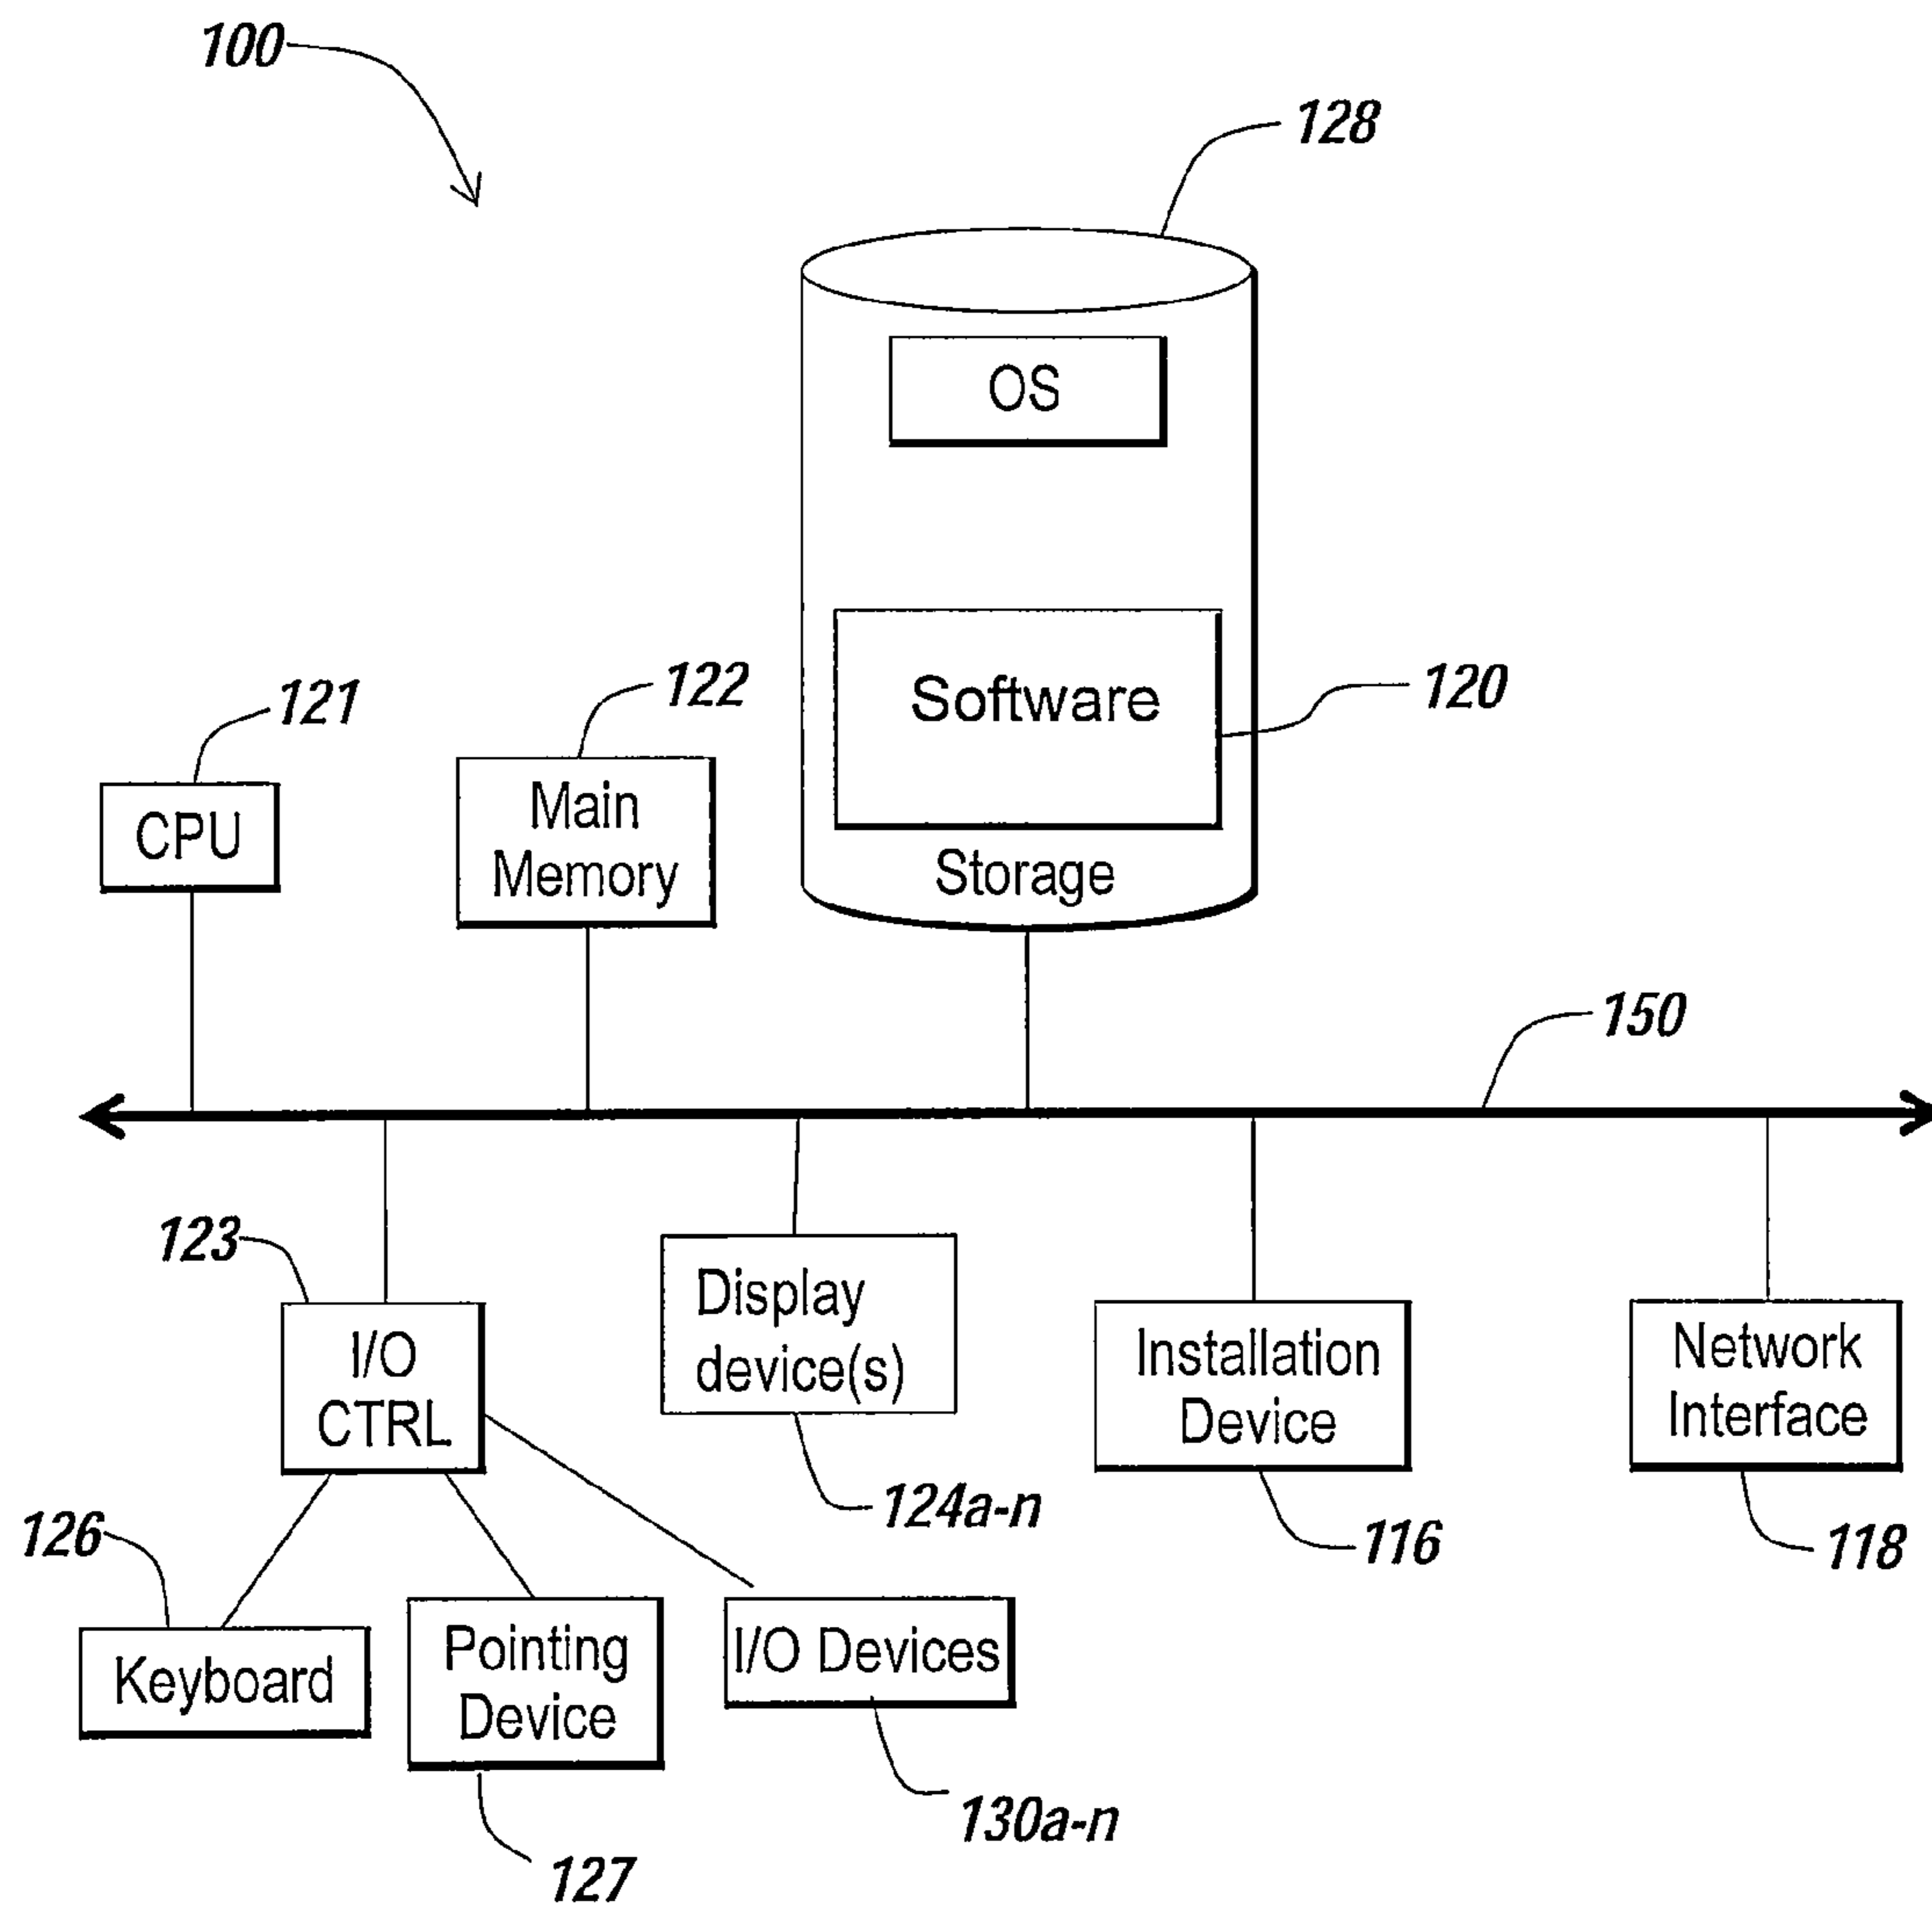 100
128
OS
Software
120
121
122
CPU
Main
Memory
Storage
150
123
I/O
CTRL
Display
device(s)
Installation
Device
Network
Interface
124a-n
116
118
126
Keyboard
Pointing
Device
I/O Devices
130a-n
127